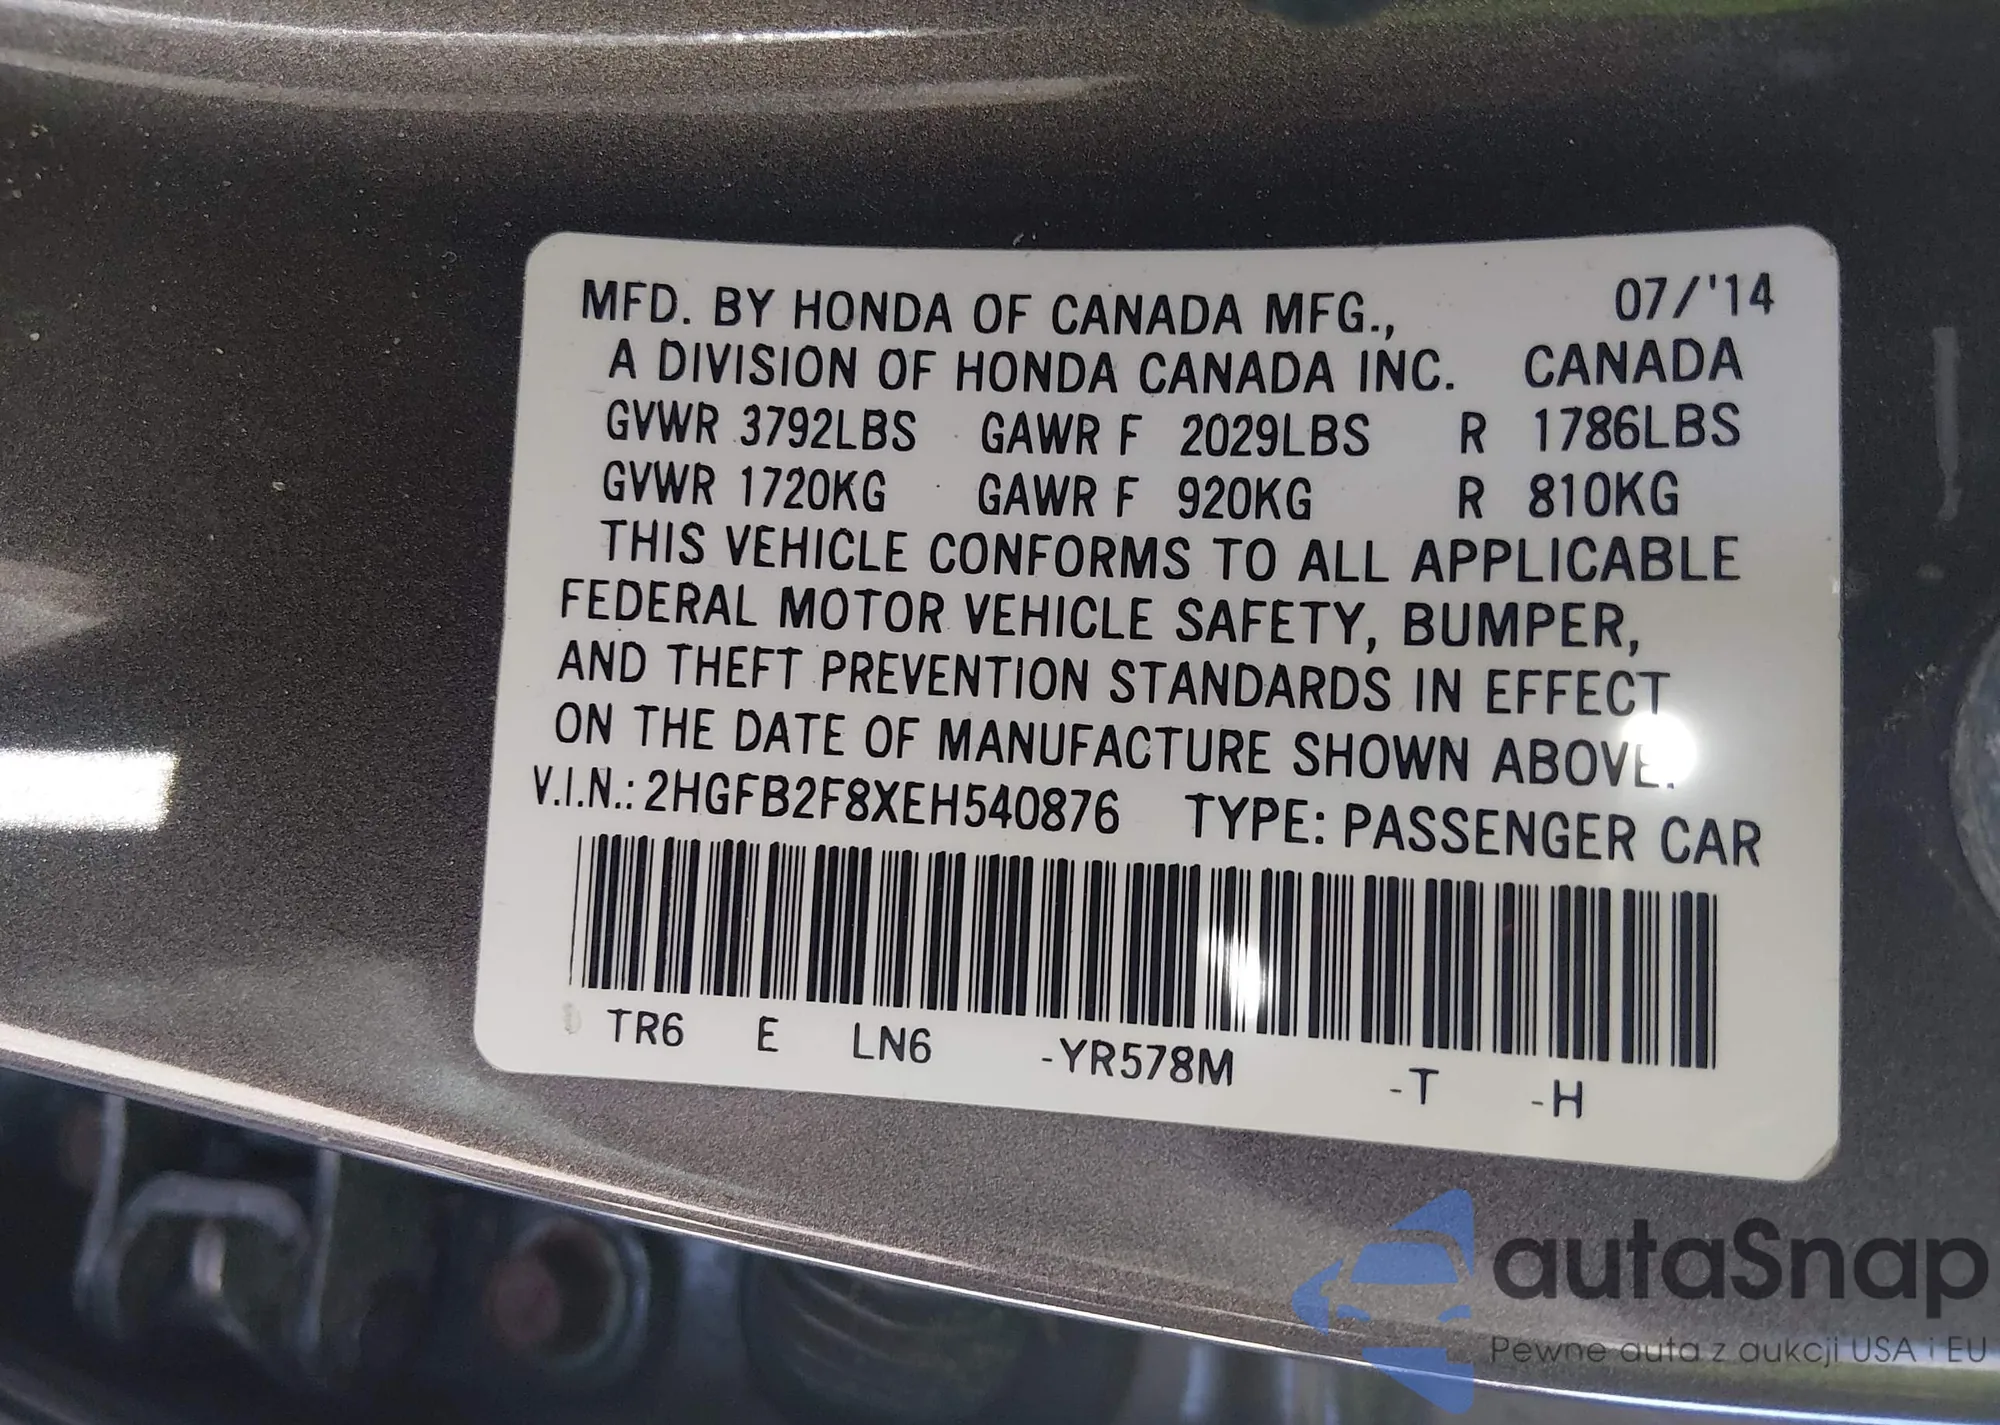 MFD. BY HONDA OF CANADA MFG., 07/'14
A DIVISION OF HONDA CANADA INC. CANADA
GVWR 3792LBS GAWR F 2029LBS R 1786LBS
GVWR 1720KG GAWR F 920KG R 810KG
THIS VEHICLE CONFORMS TO ALL APPLICABLE
FEDERAL MOTOR VEHICLE SAFETY, BUMPER,
AND THEFT PREVENTION STANDARDS IN EFFECT
ON THE DATE OF MANUFACTURE SHOWN ABOVE.
V.I.N.: 2HGFB2F8XEH540876 TYPE: PASSENGER CAR
TR6 E LN6 -YR578M -T -H
autaSnap
Pewne auta z aukcji USA i EU